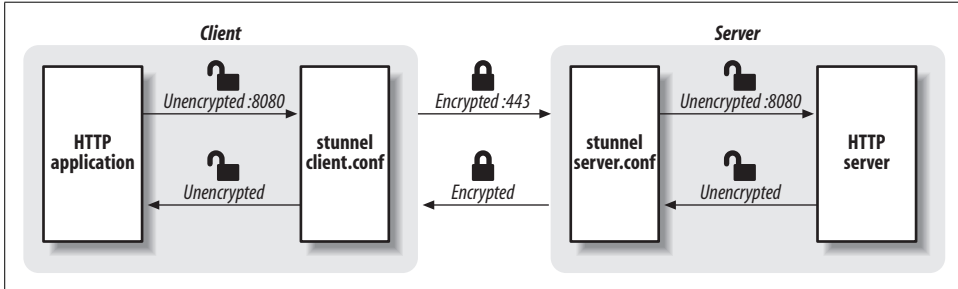 Client
Server
Unencrypted :8080
Encrypted :443
Unencrypted :8080
HTTP
application
stunnel
client.conf
stunnel
server.conf
HTTP
server
Unencrypted
Encrypted
Unencrypted